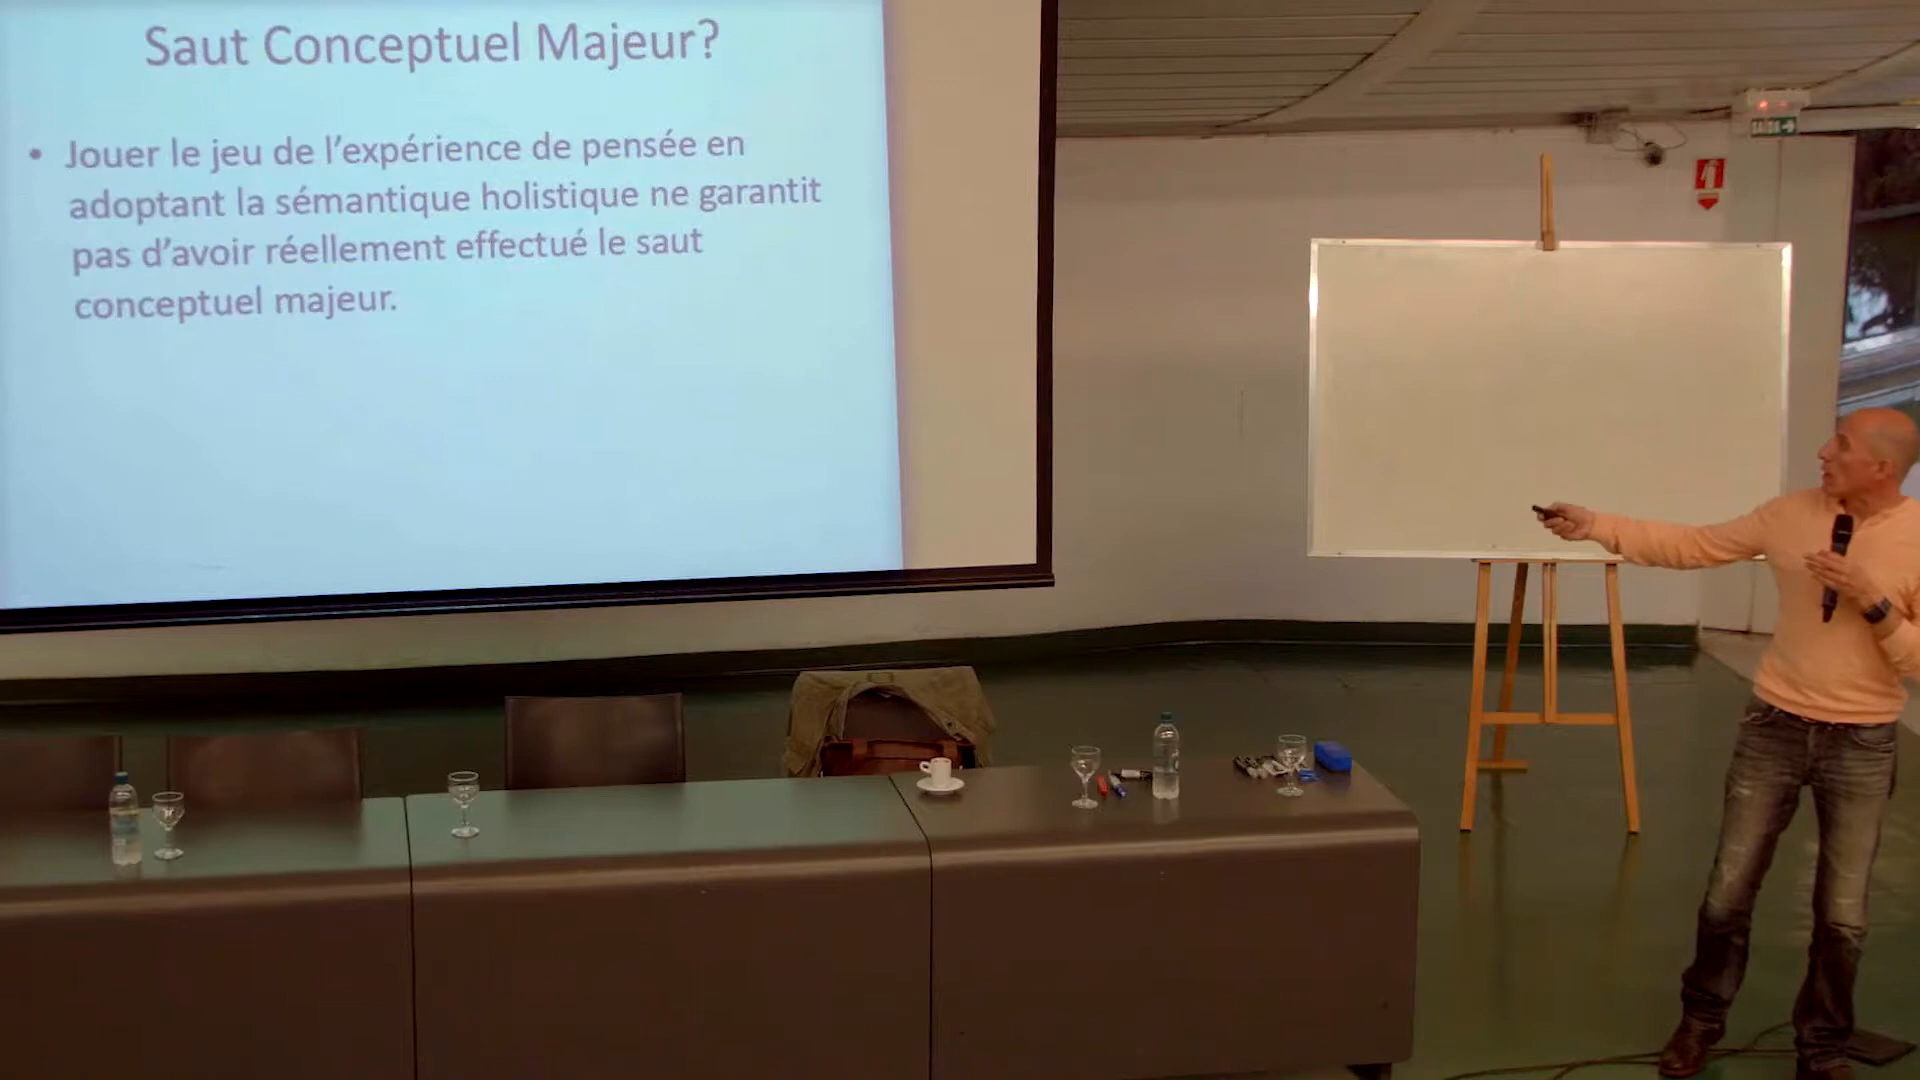 Saut Conceptuel Majeur?
• Jouer le jeu de l'expérience de pensée en
adoptant la sémantique holistique ne garantit
pas d'avoir réellement effectué le saut
conceptuel majeur.
SAÍDA